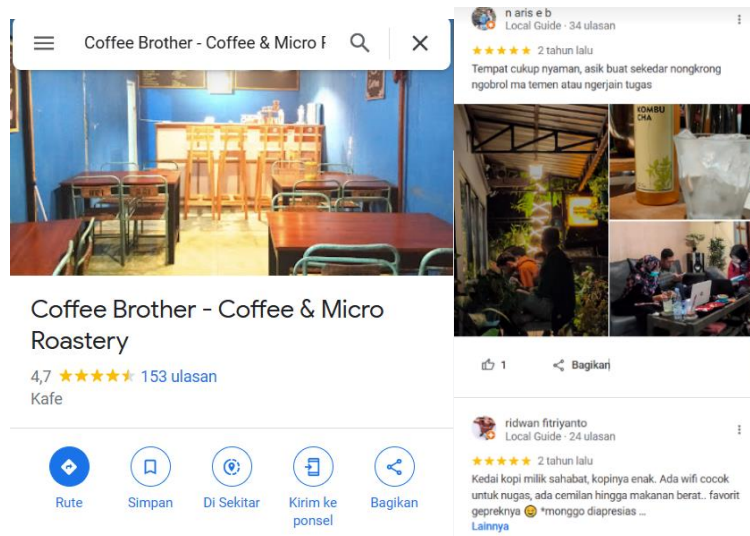 Coffee Brother - Coffee & Micro F
Coffee Brother - Coffee & Micro
Roastery
4,7 153 ulasan
Kafe
Rute
Simpan
Di Sekitar
Kirim ke
ponsel
Bagikan
n aris e b
Local Guide · 34 ulasan
2 tahun lalu
Tempat cukup nyaman, asik buat sekedar nongkrong
ngobrol ma temen atau ngerjain tugas
KOMBU
CHA
1
Bagikan
ridwan fitriyanto
Local Guide · 24 ulasan
2 tahun lalu
Kedai kopi milik sahabat, kopinya enak. Ada wifi cocok
untuk nugas, ada cemilan hingga makanan berat.. favorit
gepreknya 😄 *monggo diapresias ...
Lainnya